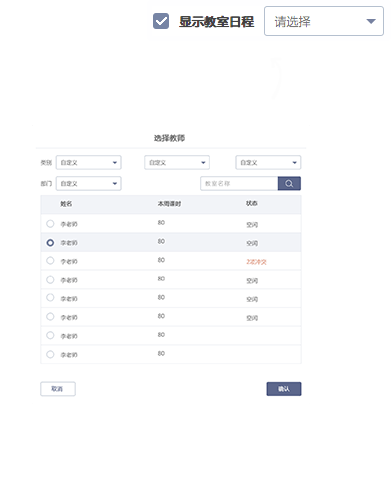 显示教室日程 请选择
选择教师
类别 自定义 自定义 自定义
部门 自定义 教室名称
姓名 本周课时 状态
李老师 80 空闲
李老师 80 空闲
李老师 80 2节冲突
李老师 80 空闲
李老师 80 空闲
李老师 80 空闲
李老师 80
李老师 80
取消 确认